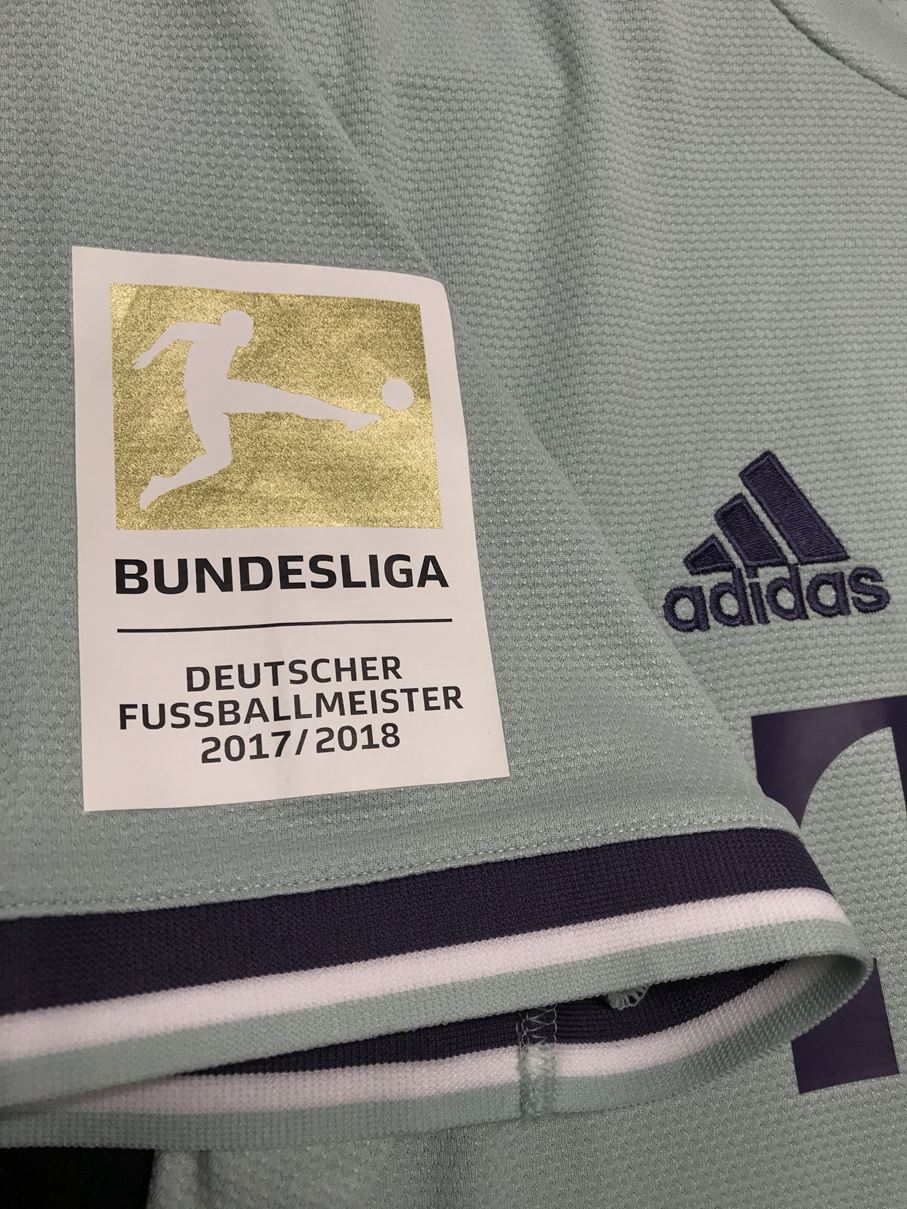 BUNDESLIGA
DEUTSCHER
FUSSBALLMEISTER
2017/2018
adidas